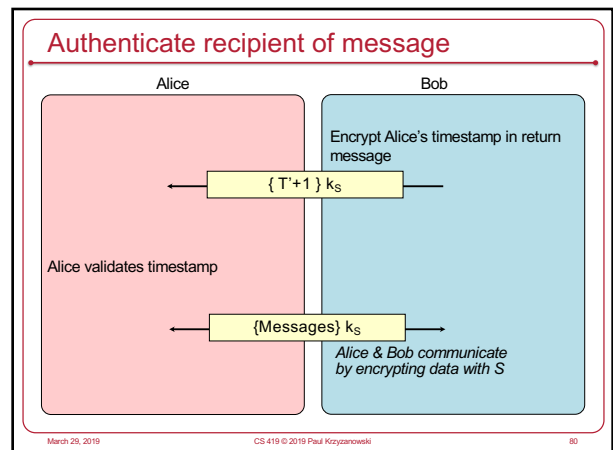 Authenticate recipient of message
Alice
Bob
Encrypt Alice's timestamp in return
message
{ T'+1 } kS
Alice validates timestamp
{Messages} kS
Alice & Bob communicate
by encrypting data with S
March 29, 2019
CS 419 © 2019 Paul Krzyzanowski
80